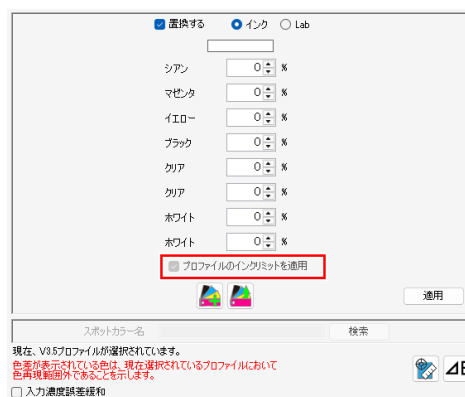 置換する インク Lab
シアン 0 %
マゼンタ 0 %
イエロー 0 %
ブラック 0 %
クリア 0 %
クリア 0 %
ホワイト 0 %
ホワイト 0 %
プロファイルのインクリミットを適用
適用
スポットカラー名 検索
現在、V3.5プロファイルが選択されています。
色差が表示されている色は、現在選択されているプロファイルにおいて
色再現範囲外であることを示します。
⊿E
入力濃度誤差緩和